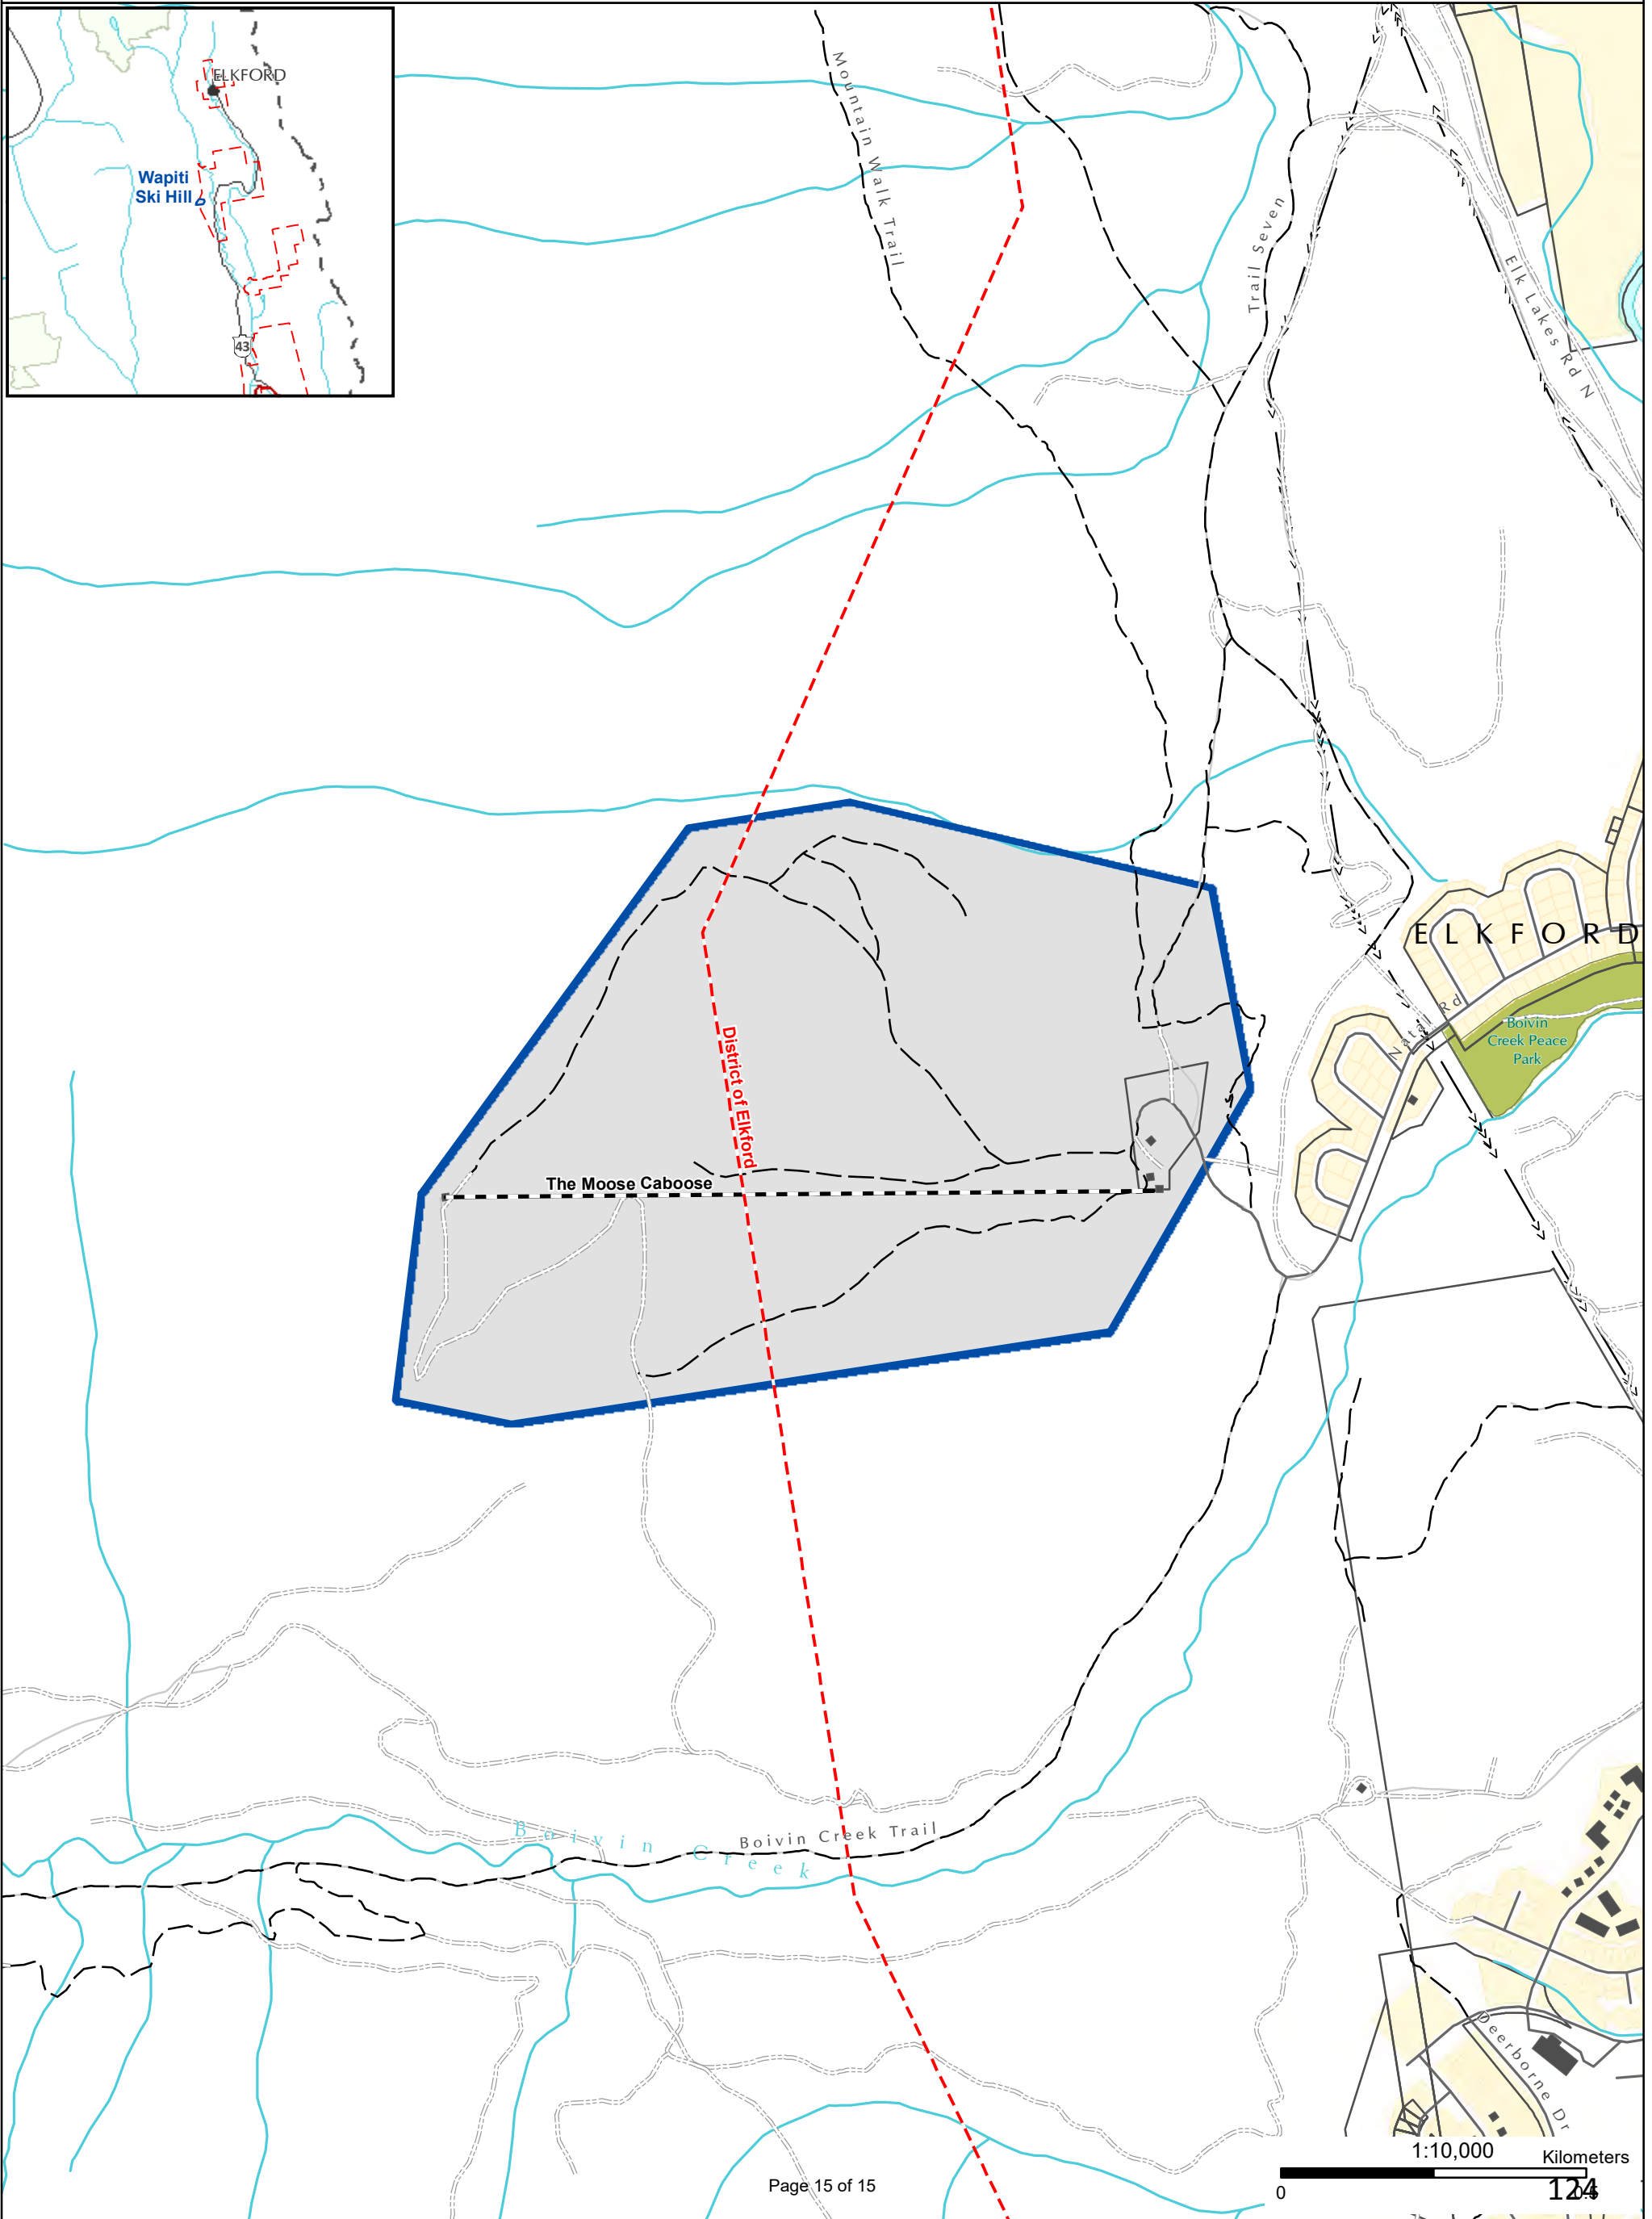 ELKFORD
Wapiti
Ski Hill
43
Mountain Walk Trail
Trail Seven
Elk Lakes Rd N
ELKFORD
Natal Rd
Boivin
Creek Peace
Park
District of Elkford
The Moose Caboose
Boivin Creek
Boivin Creek Trail
Deerborne Dr
1:10,000
Kilometers
Page 15 of 15
0
124